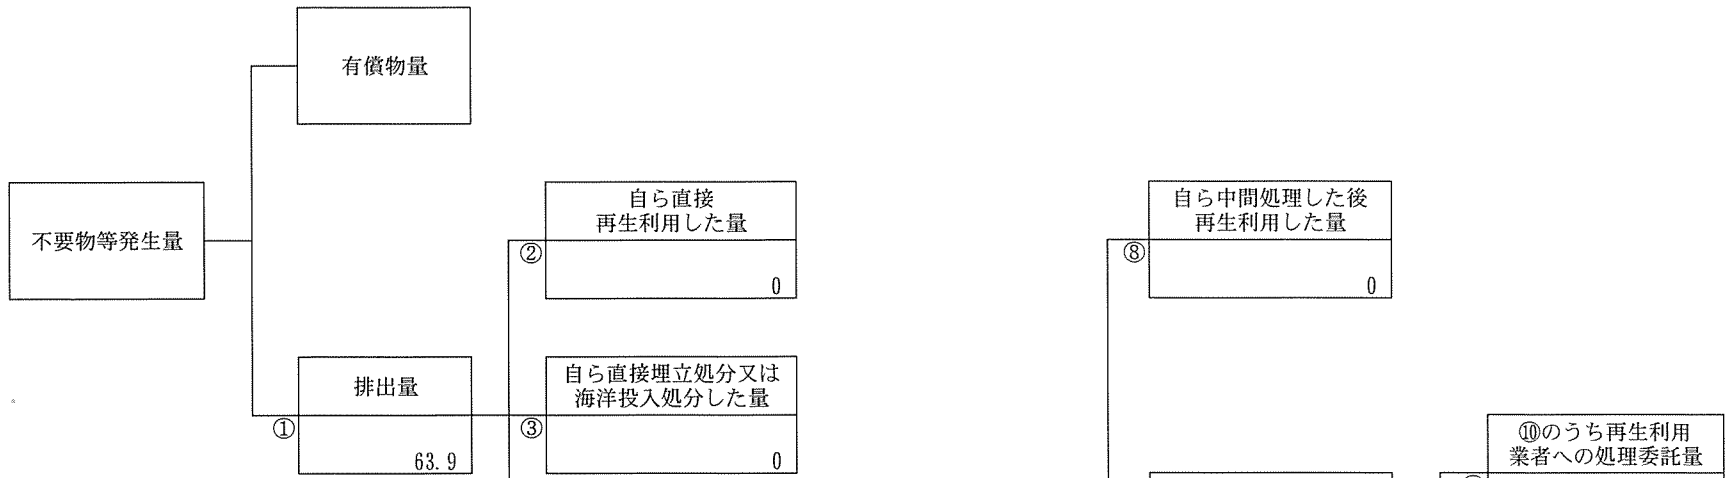 有償物量
不要物等発生量
自ら直接
再生利用した量
②
0
自ら中間処理した後
再生利用した量
⑧
0
排出量
①
63.9
自ら直接埋立処分又は
海洋投入処分した量
③
0
⑩のうち再生利用
業者への処理委託量